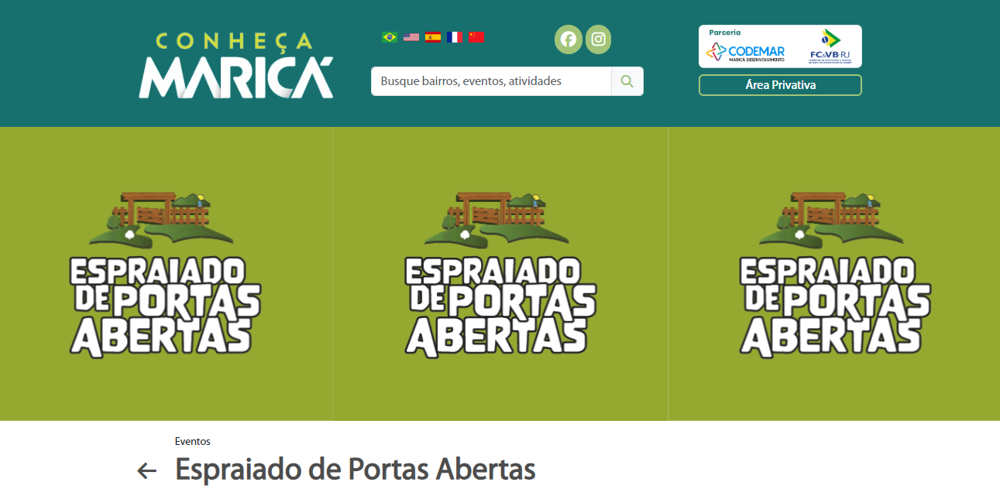 CONHEÇA
MARICÁ
Busque bairros, eventos, atividades
Parceria
CODEMAR
MARICÁ DESENVOLVIMENTO
FC&VB-RJ
Área Privativa
ESPRAIADO
DE PORTAS
ABERTAS
ESPRAIADO
DE PORTAS
ABERTAS
ESPRAIADO
DE PORTAS
ABERTAS
Eventos
Espraiado de Portas Abertas